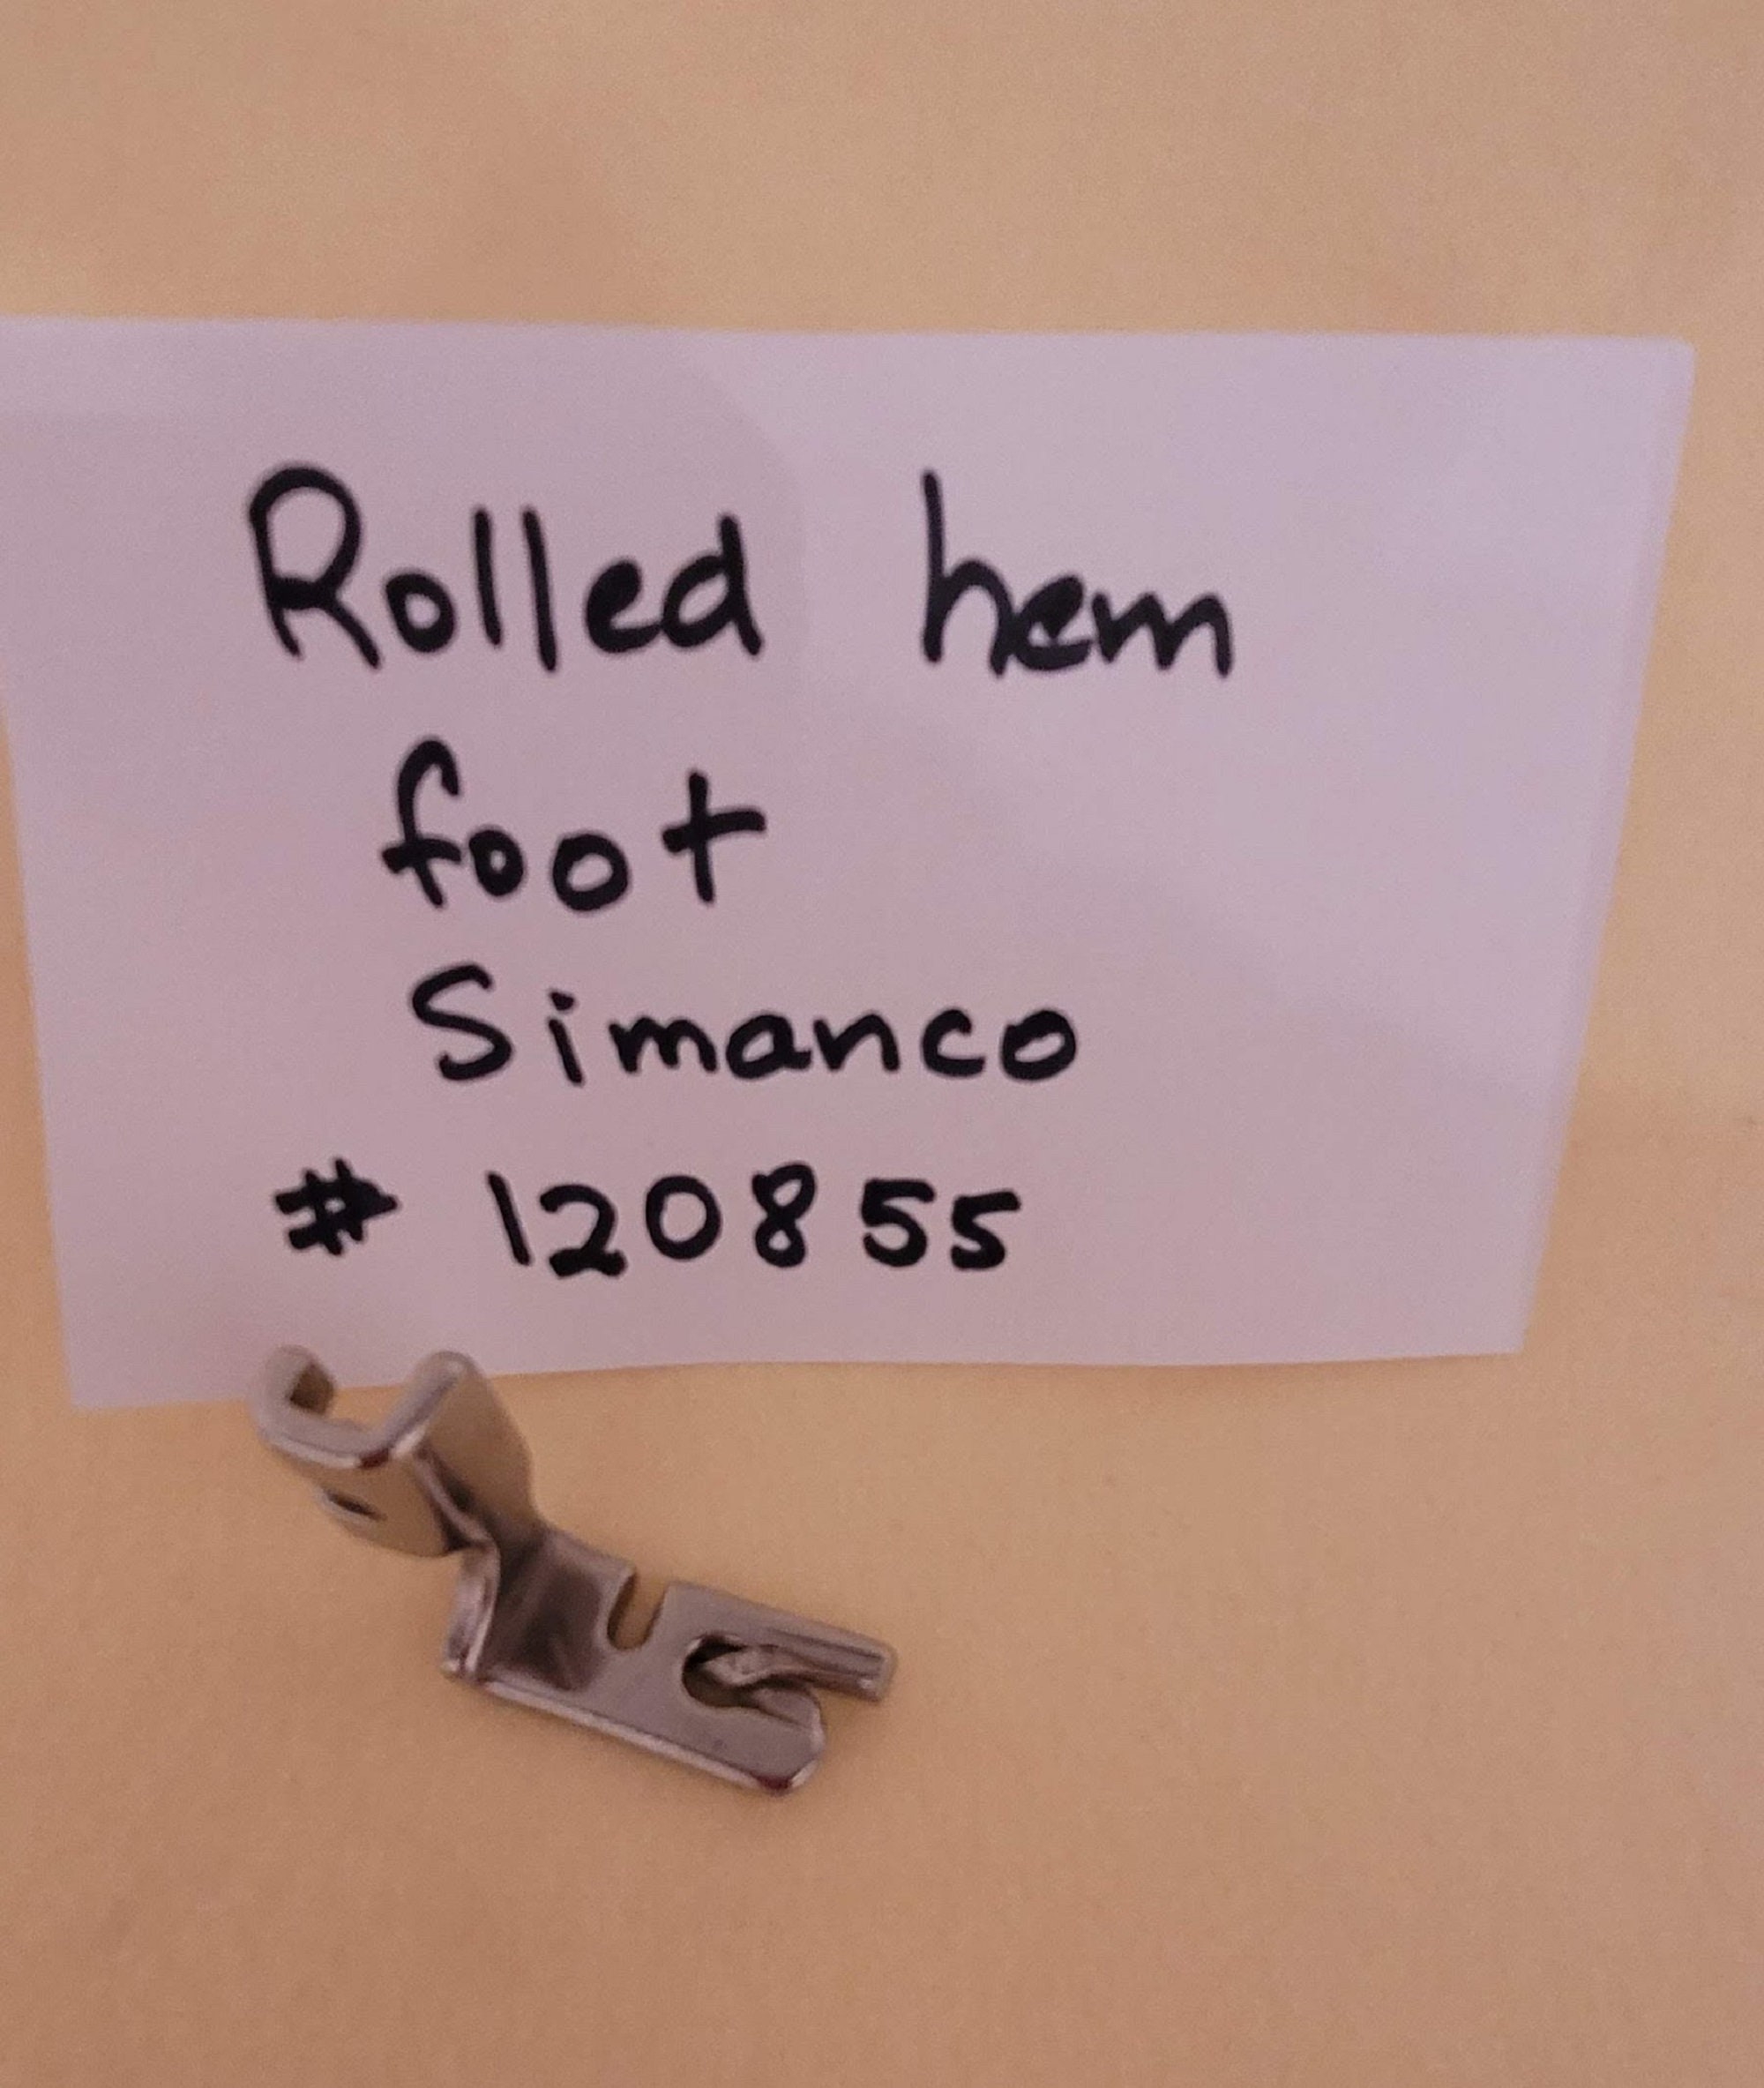 Rolled hem
foot
Simanco
# 120855